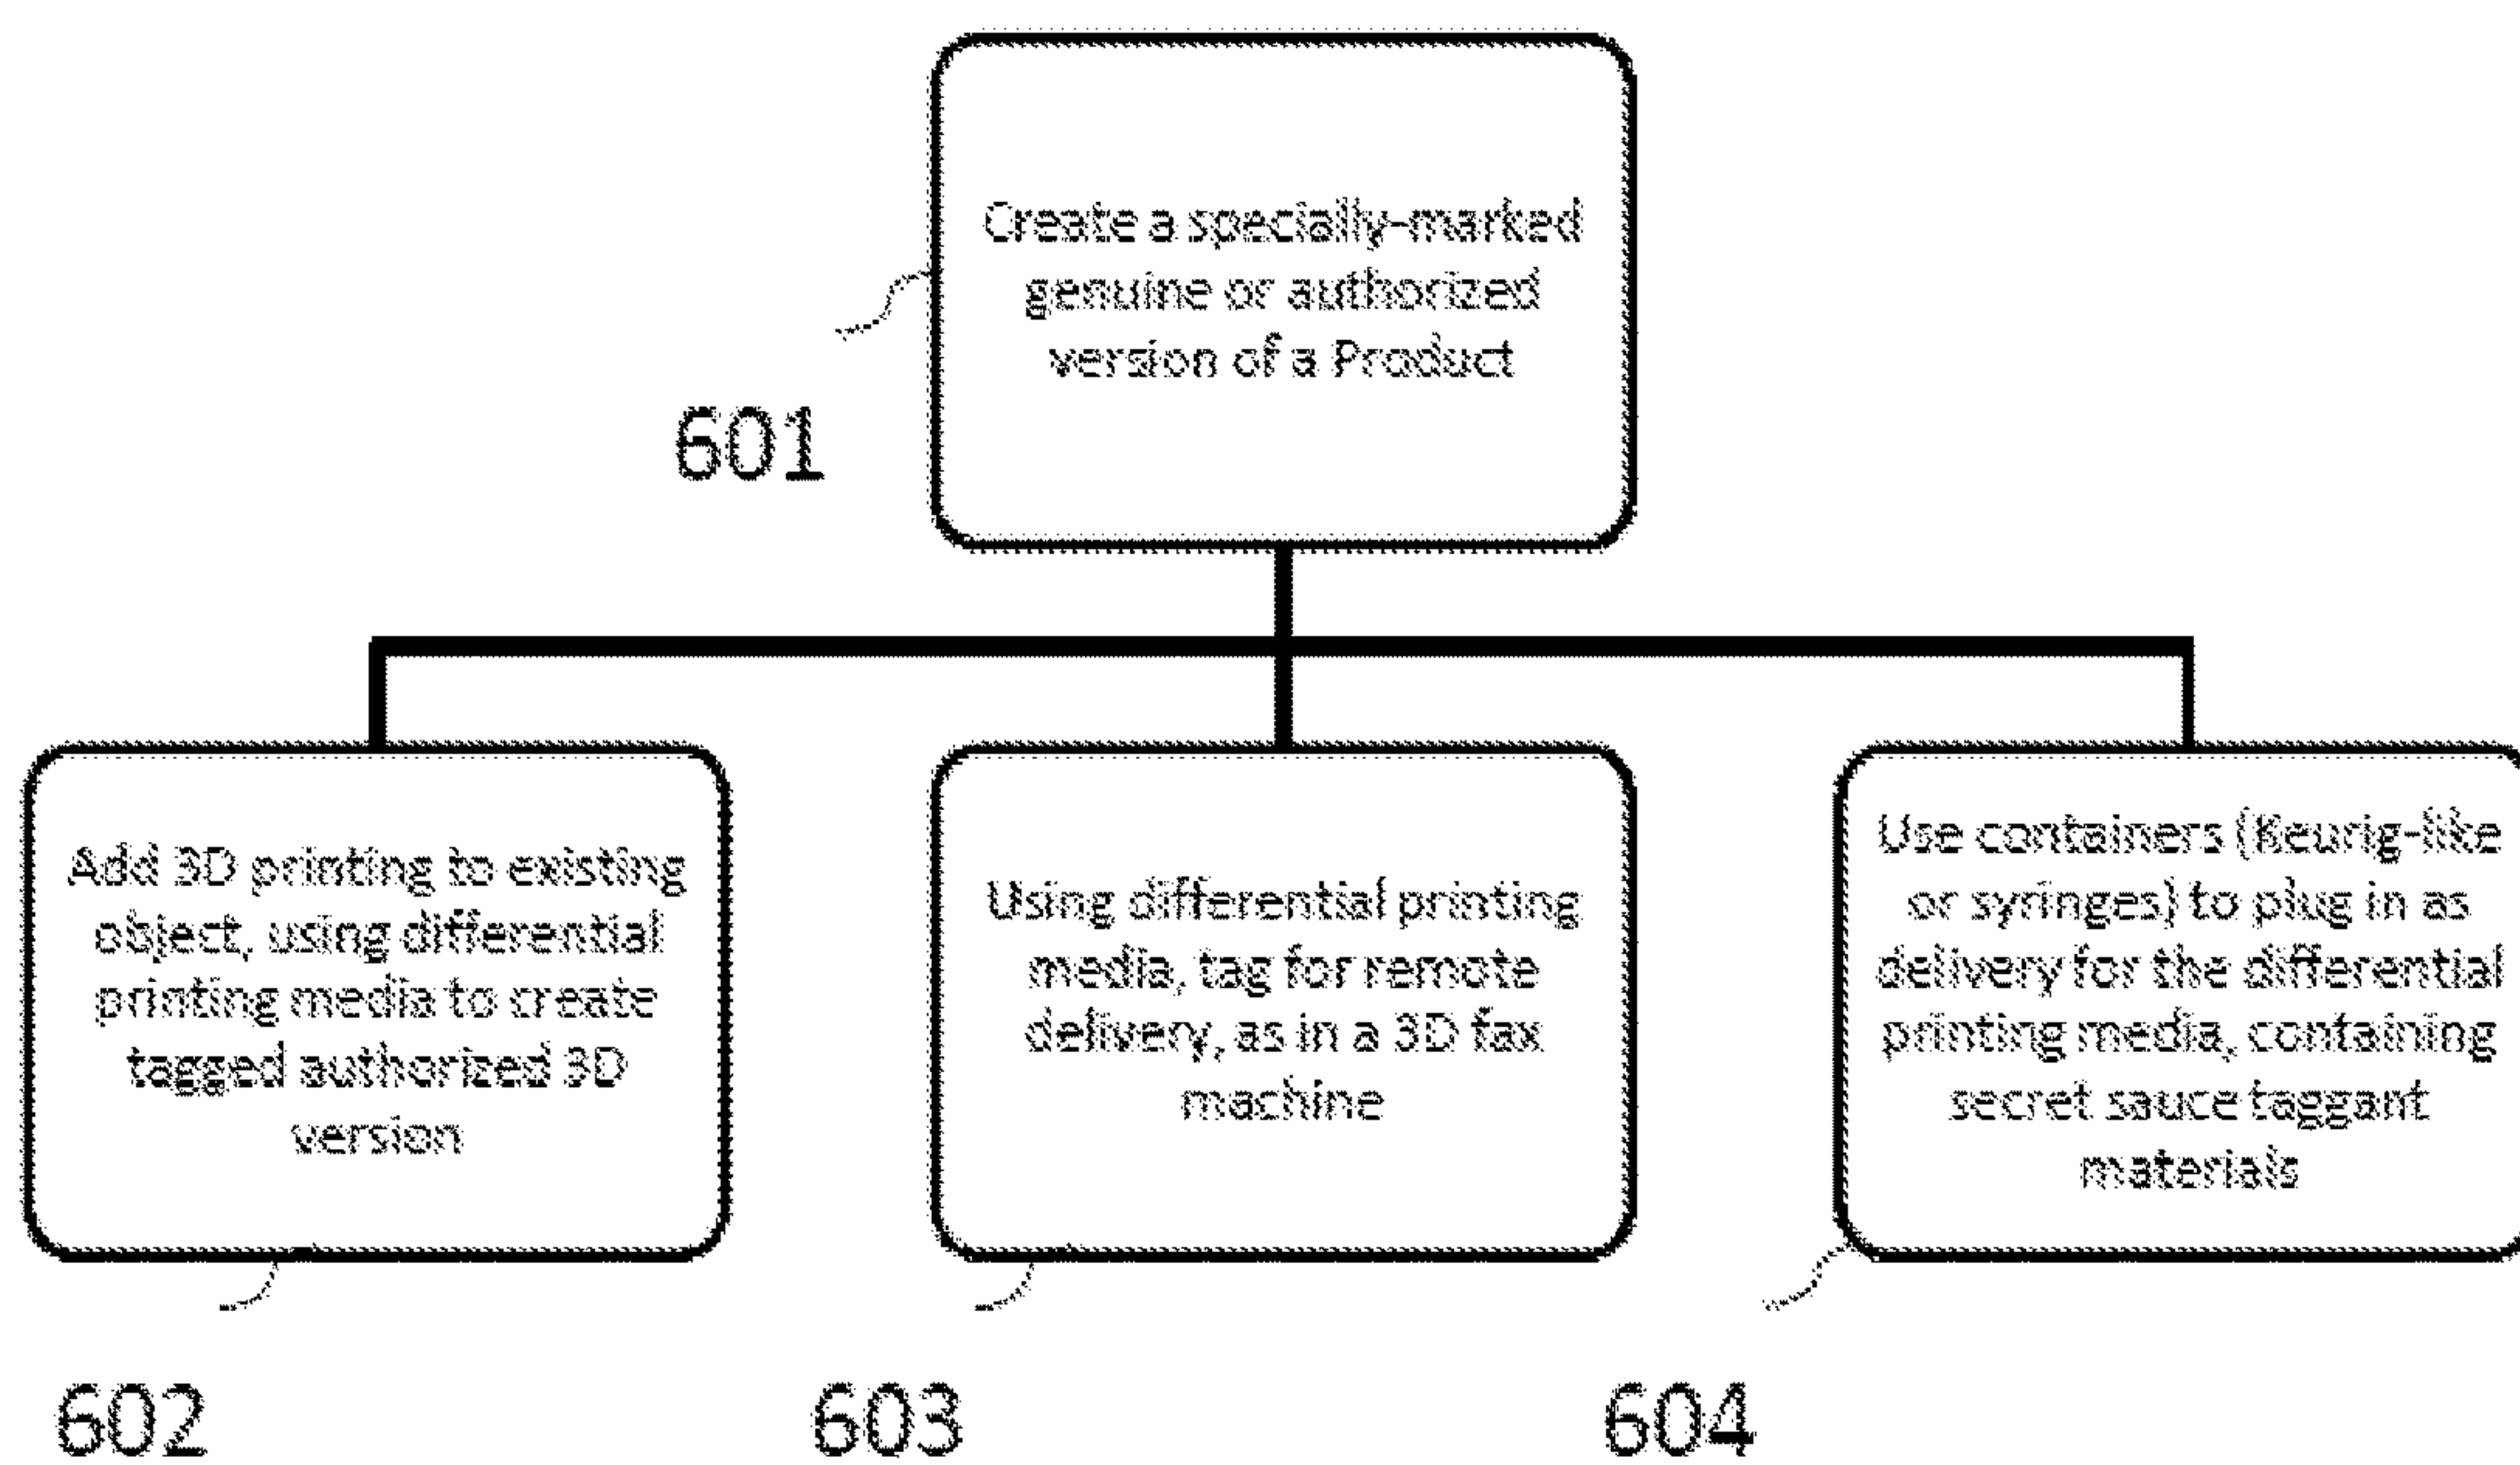 Create a specially-marked
genuine or authorized
version of a Product
601
Add 3D printing to existing
object, using differential
printing media to create
tagged authorized 3D
version
Using differential printing
media, tag for remote
delivery, as in a 3D fax
machine
Use containers (Keurig-like
or syringes) to plug in as
delivery for the differential
printing media, containing
secret sauce taggant
materials
602
603
604